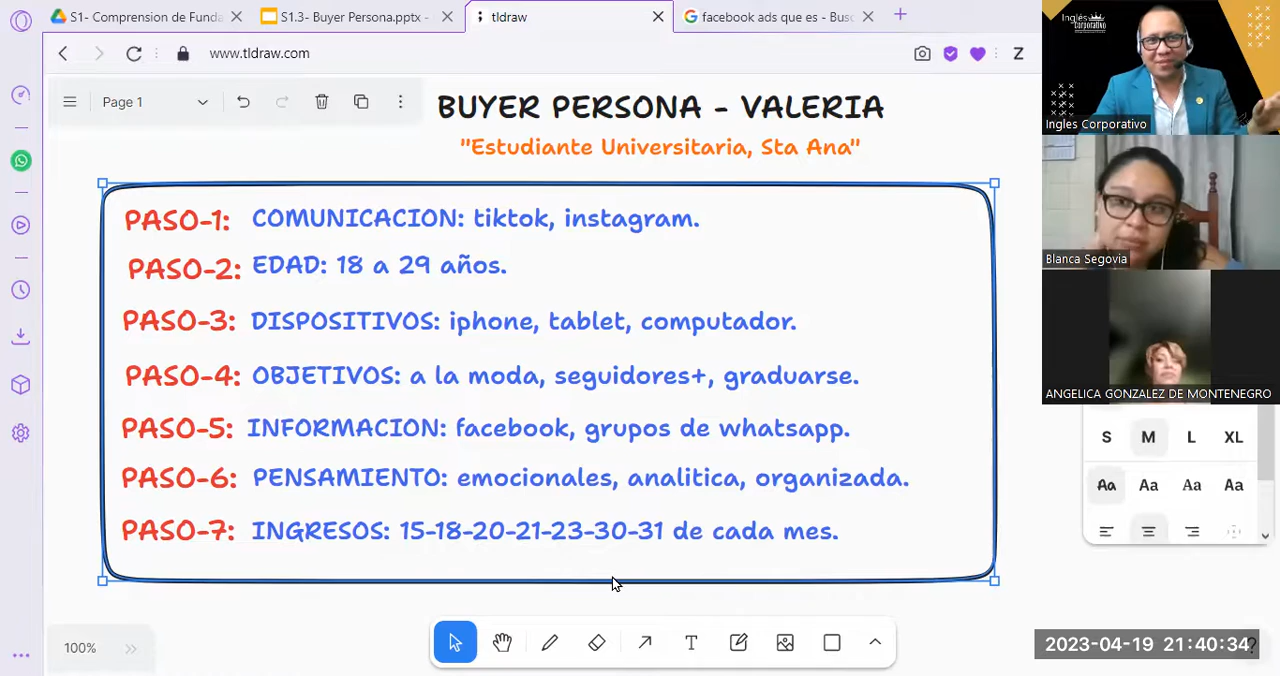 S1- Comprension de Funda
S1.3- Buyer Persona.pptx -
tldraw
facebook ads que es - Bus
www.tldraw.com
Z
Page 1
BUYER PERSONA - VALERIA
"Estudiante Universitaria, Sta Ana"
PASO-1: COMUNICACION: tiktok, instagram.
PASO-2: EDAD: 18 a 29 años.
PASO-3: DISPOSITIVOS: iphone, tablet, computador.
PASO-4: OBJETIVOS: a la moda, seguidores+, graduarse.
PASO-5: INFORMACION: facebook, grupos de whatsapp.
PASO-6: PENSAMIENTO: emocionales, analitica, organizada.
PASO-7: INGRESOS: 15-18-20-21-23-30-31 de cada mes.
100%
Inglés
Corporativo
Ingles Corporativo
Blanca Segovia
ANGELICA GONZALEZ DE MONTENEGRO
S M L XL
Aa Aa Aa Aa
2023-04-19 21:40:34